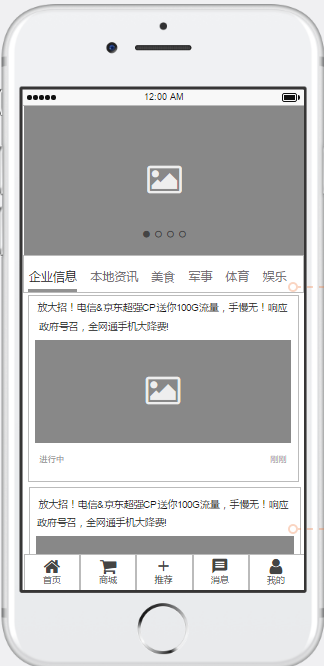 12:00 AM
企业信息 本地资讯 美食 军事 体育 娱乐
放大招！电信&京东超强CP送你100G流量，手慢无！响应
政府号召，全网通手机大降费!
进行中 刚刚
放大招！电信&京东超强CP送你100G流量，手慢无！响应
政府号召，全网通手机大降费!
首页 商城 推荐 消息 我的